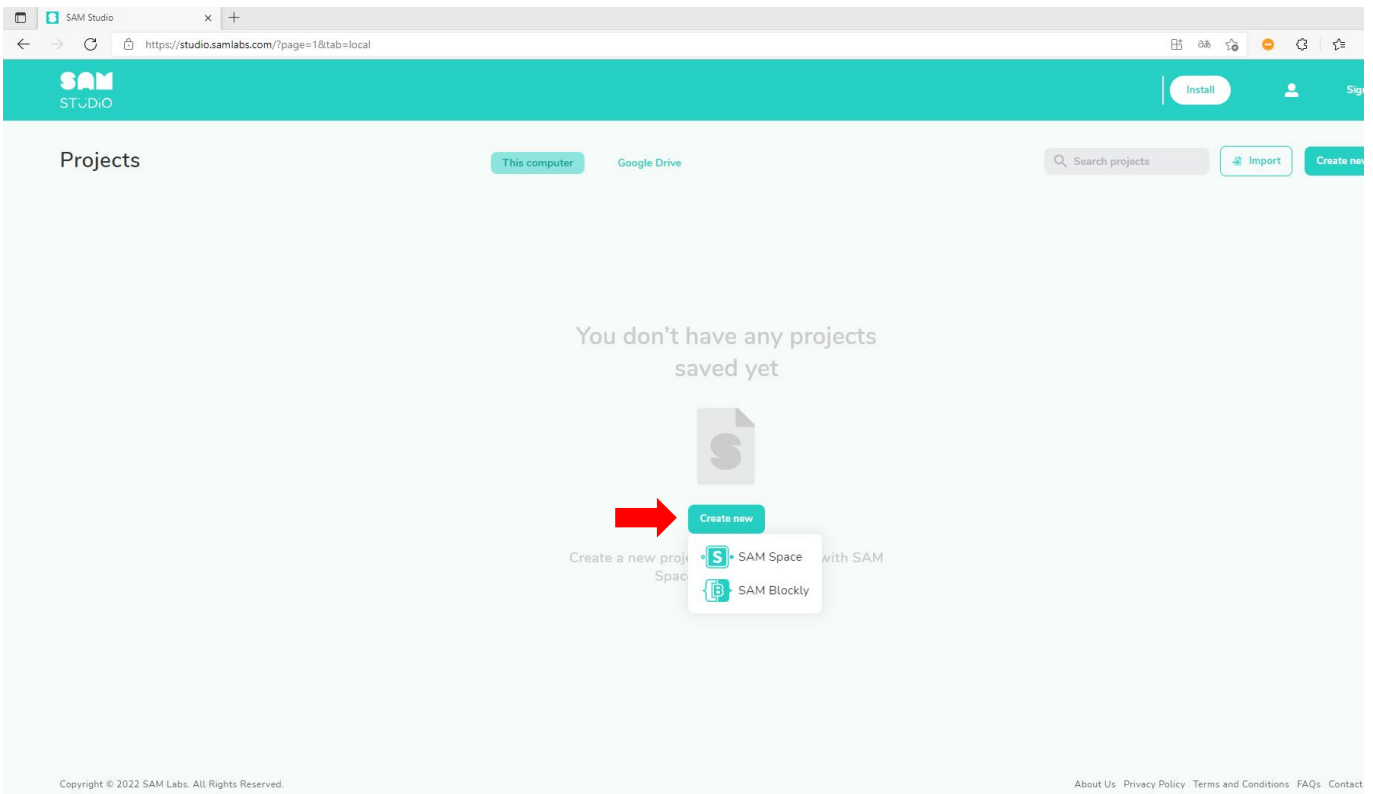 SAM Studio
https://studio.samlabs.com/?page=1&tab=local
SAM
STUDIO
Install
Projects
This computer
Google Drive
Search projects
Import
Create
You don't have any projects
saved yet
S
Create new
Create a new with SAM
S SAM Space
B SAM Blockly
Copyright © 2022 SAM Labs. All Rights Reserved.
About Us Privacy Policy Terms and Conditions FAQs Contact